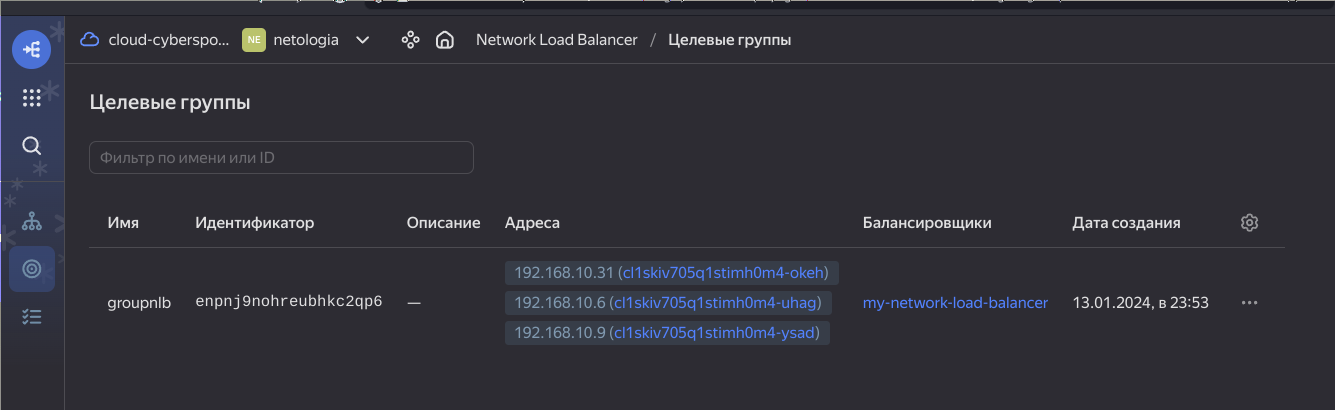 cloud-cyberspo... NE netologia Network Load Balancer / Целевые группы
Целевые группы
Фильтр по имени или ID
Имя Идентификатор Описание Адреса Балансировщики Дата создания
192.168.10.31 (cl1skiv705q1stimh0m4-okeh)
groupnlb enpnj9nohreubhkc2qp6 — 192.168.10.6 (cl1skiv705q1stimh0m4-uhag) my-network-load-balancer 13.01.2024, в 23:53
192.168.10.9 (cl1skiv705q1stimh0m4-ysad)